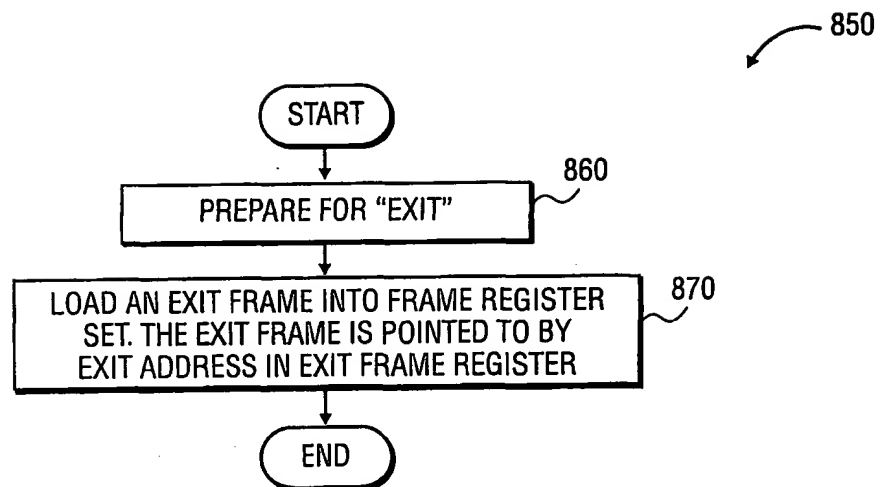 850
START
860
PREPARE FOR “EXIT”
870
LOAD AN EXIT FRAME INTO FRAME REGISTER
SET. THE EXIT FRAME IS POINTED TO BY
EXIT ADDRESS IN EXIT FRAME REGISTER
END